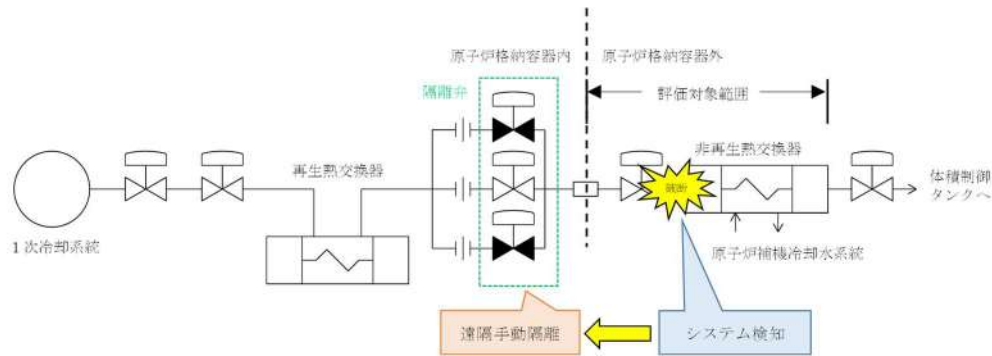 原子炉格納容器内
原子炉格納容器外
隔離弁
評価対象範囲
再生熱交換器
非再生熱交換器
破断
体積制御
タンクへ
1次冷却系統
原子炉補機冷却水系統
遠隔手動隔離
システム検知